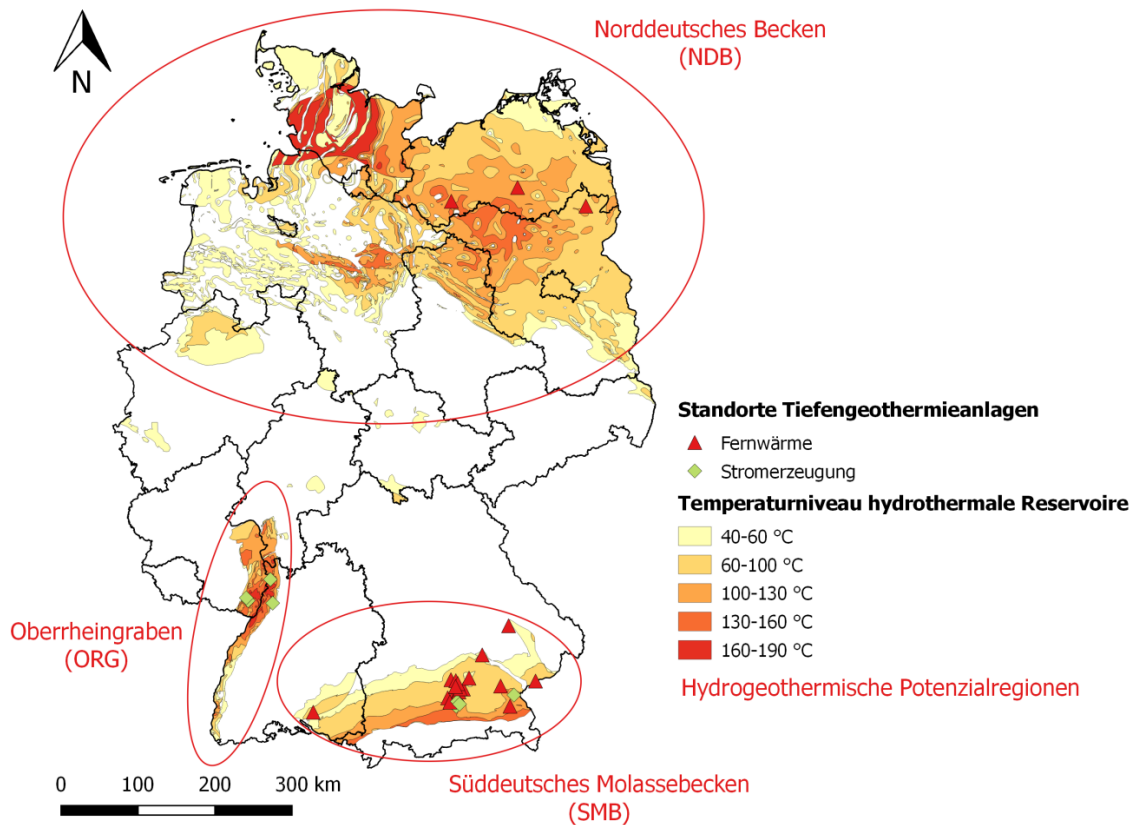 Norddeutsches Becken
(NDB)
N
Standorte Tiefengeothermieanlagen
Fernwärme
Stromerzeugung
Temperaturniveau hydrothermale Reservoire
40-60 °C
60-100 °C
100-130 °C
130-160 °C
160-190 °C
Hydrogeothermische Potenzialregionen
Oberrheingraben
(ORG)
Süddeutsches Molassebecken
(SMB)
0 100 200 300 km